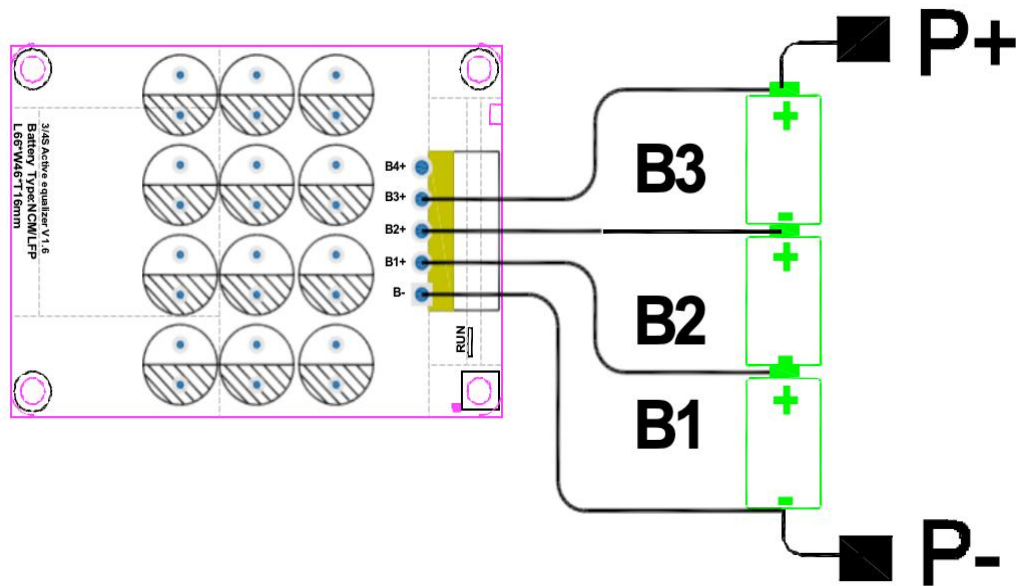 3/4S Active equalizer V 1.6
Battery Type:NCM/LFP
L66*W46*T16mm
B4+
B3+
B2+
B1+
B-
RUN
P+
+
B3
-
+
B2
-
+
B1
-
P-